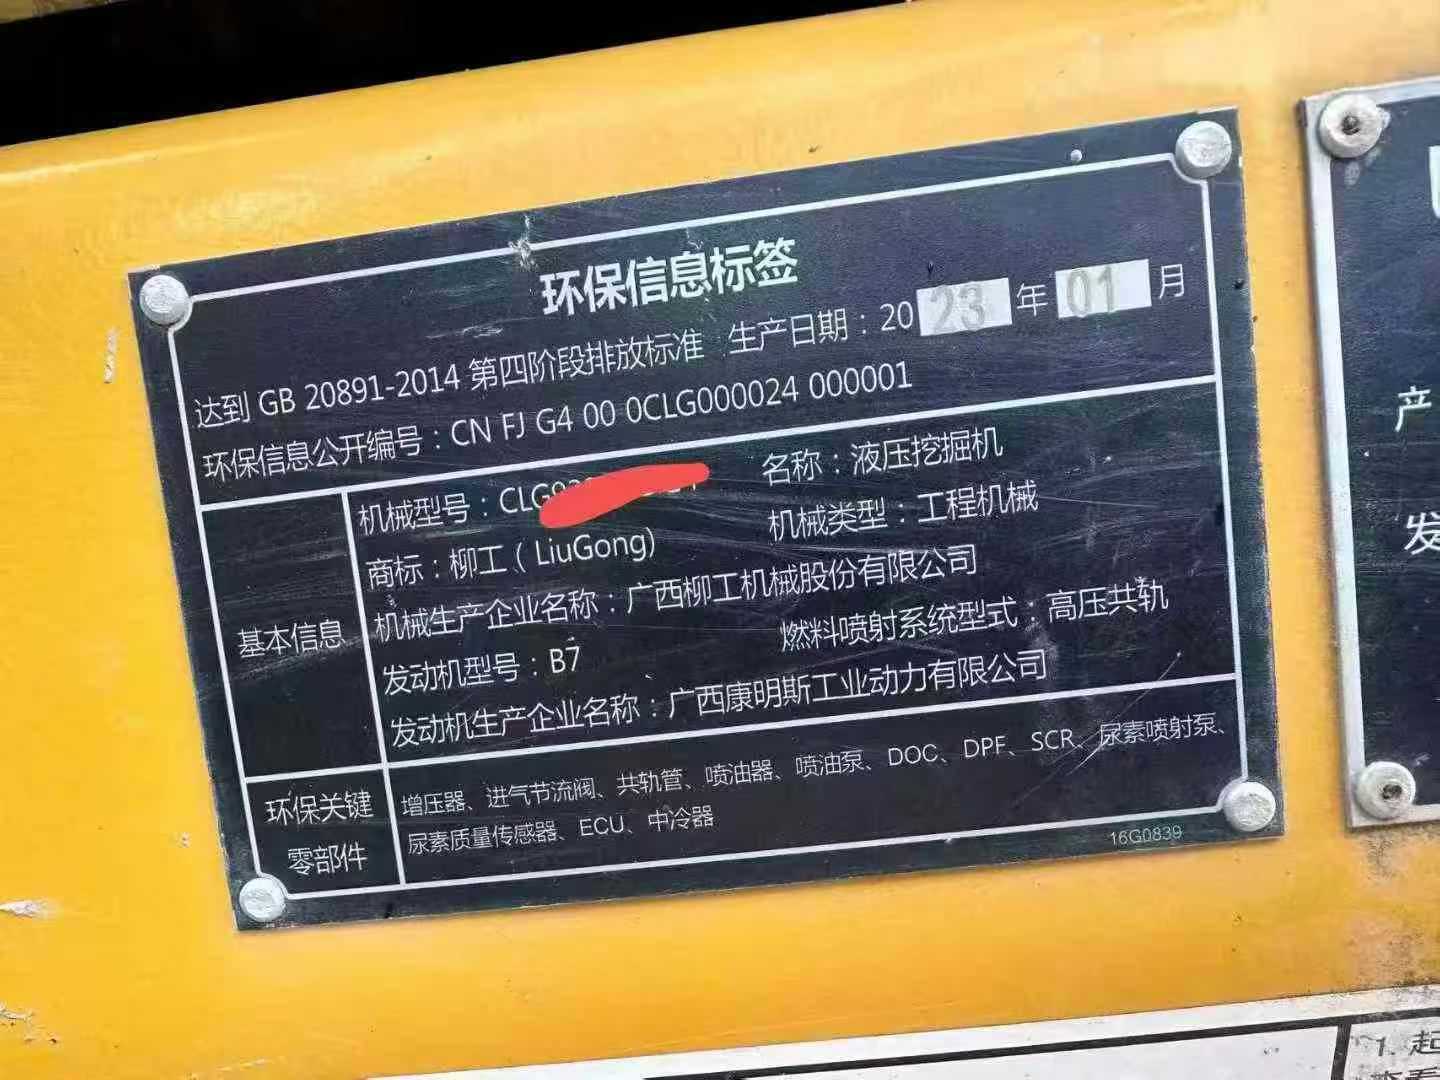 环保信息标签
达到 GB 20891-2014 第四阶段排放标准 生产日期：2023年01月
环保信息公开编号：CN FJ G4 00 0CLG000024 000001
基本信息
机械型号：CLG 名称：液压挖掘机
商标：柳工（LiuGong) 机械类型：工程机械
机械生产企业名称：广西柳工机械股份有限公司
发动机型号：B7 燃料喷射系统型式：高压共轨
发动机生产企业名称：广西康明斯工业动力有限公司
环保关键
零部件
增压器、进气节流阀、共轨管、喷油器、喷油泵、DOC、DPF、SCR、尿素喷射泵、
尿素质量传感器、ECU、中冷器
16G0839
产
发
1. 起